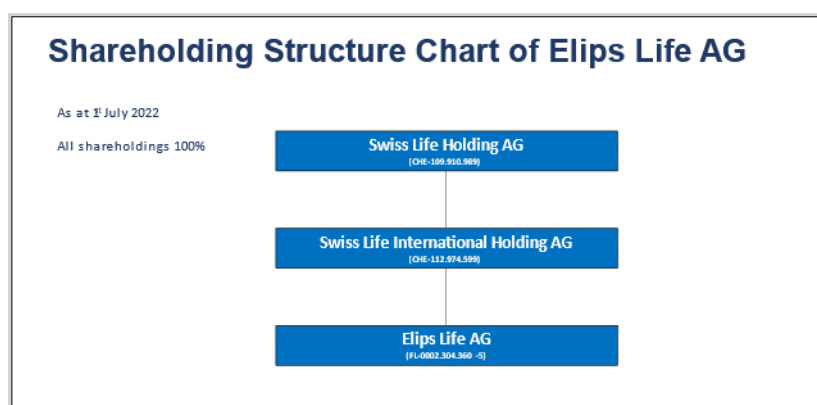 Shareholding Structure Chart of Elips Life AG
As at 1t July 2022
All shareholdings 100%
Swiss Life Holding AG
(CHE-109.910.989)
Swiss Life International Holding AG
(CHE-112.974.599)
Elips Life AG
(FL-0002.304.360 -5)